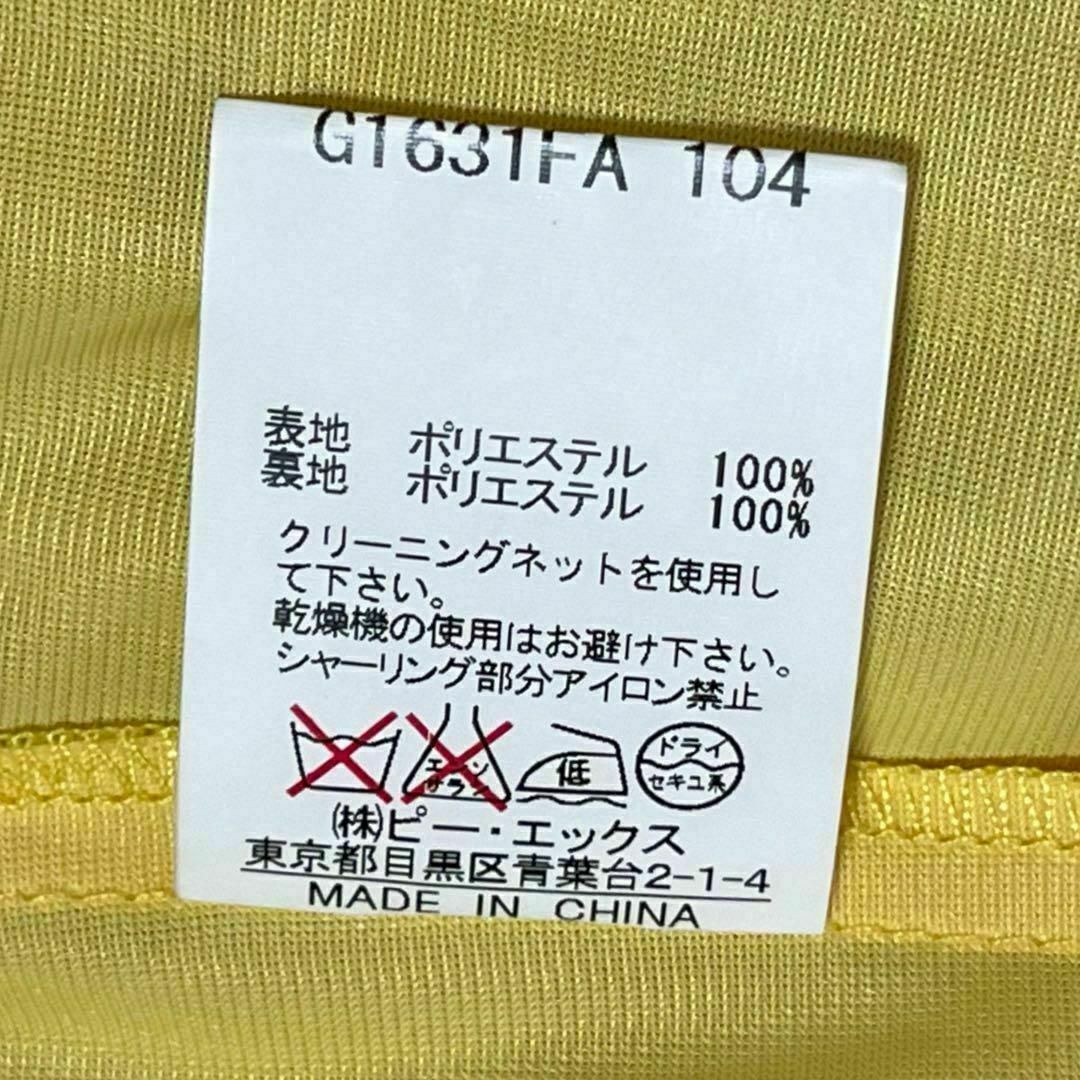 G1631FA 104
表地 ポリエステル 100%
裏地 ポリエステル 100%
クリーニングネットを使用し
て下さい。
乾燥機の使用はお避け下さい。
シャーリング部分アイロン禁止
エンソ
サラシ
低
ドライ
セキユ系
(株)ピー・エックス
東京都目黒区青葉台2-1-4
MADE IN CHINA